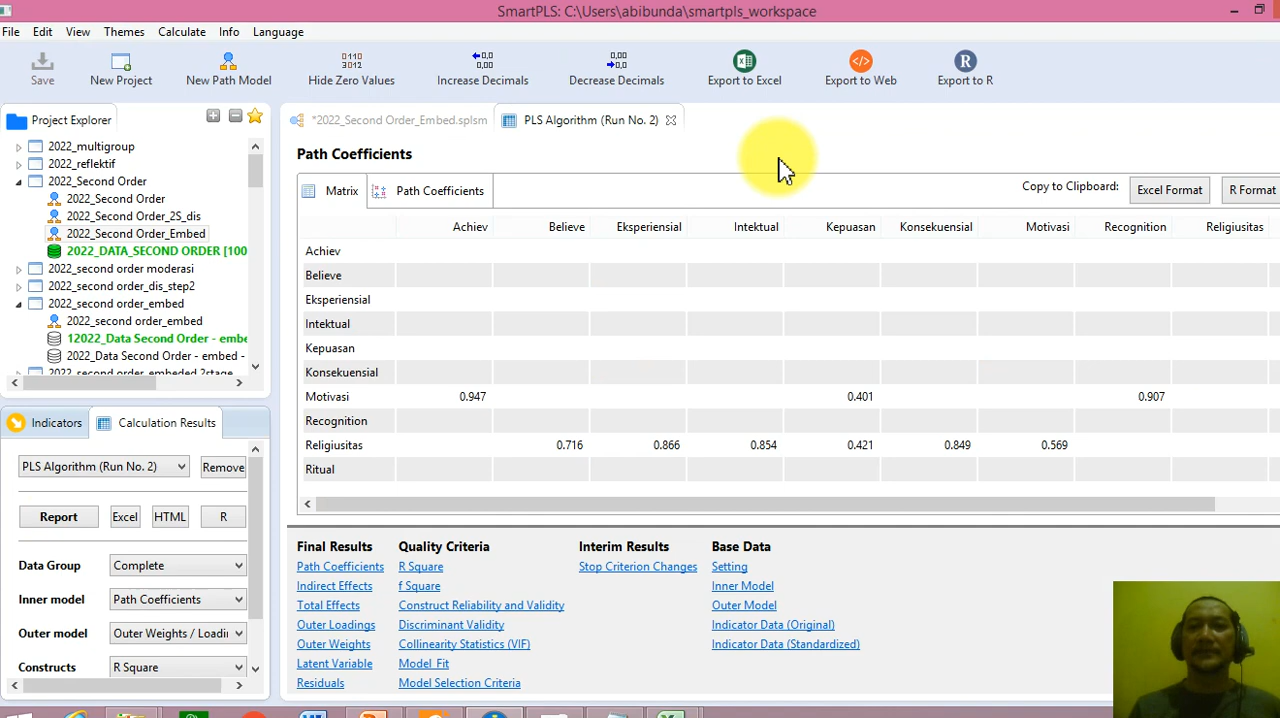 SmartPLS: C:\Users\abibunda\smartpls_workspace
File Edit View Themes Calculate Info Language
Save New Project New Path Model Hide Zero Values Increase Decimals Decrease Decimals Export to Excel Export to Web Export to R
Project Explorer
2022_multigroup
2022_reflektif
2022_Second Order
2022_Second Order
2022_Second Order_2S_dis
2022_Second Order_Embed
2022_DATA_SECOND ORDER [100
2022_second order moderasi
2022_second order_dis_step2
2022_second order_embed
2022_second order_embed
12022_Data Second Order - embe
2022_Data Second Order - embed -
2022_second order_embeded 2stage
Indicators Calculation Results
PLS Algorithm (Run No. 2) Remove
Report Excel HTML R
Data Group Complete
Inner model Path Coefficients
Outer model Outer Weights / Loadi
Constructs R Square
*2022_Second Order_Embed.splsm PLS Algorithm (Run No. 2)
Path Coefficients
Matrix Path Coefficients Copy to Clipboard: Excel Format R Format
Achiev Believe Eksperiensial Intektual Kepuasan Konsekuensial Motivasi Recognition Religiusitas
Achiev
Believe
Eksperiensial
Intektual
Kepuasan
Konsekuensial
Motivasi 0.947 0.401 0.907
Recognition
Religiusitas 0.716 0.866 0.854 0.421 0.849 0.569
Ritual
Final Results Quality Criteria Interim Results Base Data
Path Coefficients R Square Stop Criterion Changes Setting
Indirect Effects f Square Inner Model
Total Effects Construct Reliability and Validity Outer Model
Outer Loadings Discriminant Validity Indicator Data (Original)
Outer Weights Collinearity Statistics (VIF) Indicator Data (Standardized)
Latent Variable Model_Fit
Residuals Model Selection Criteria